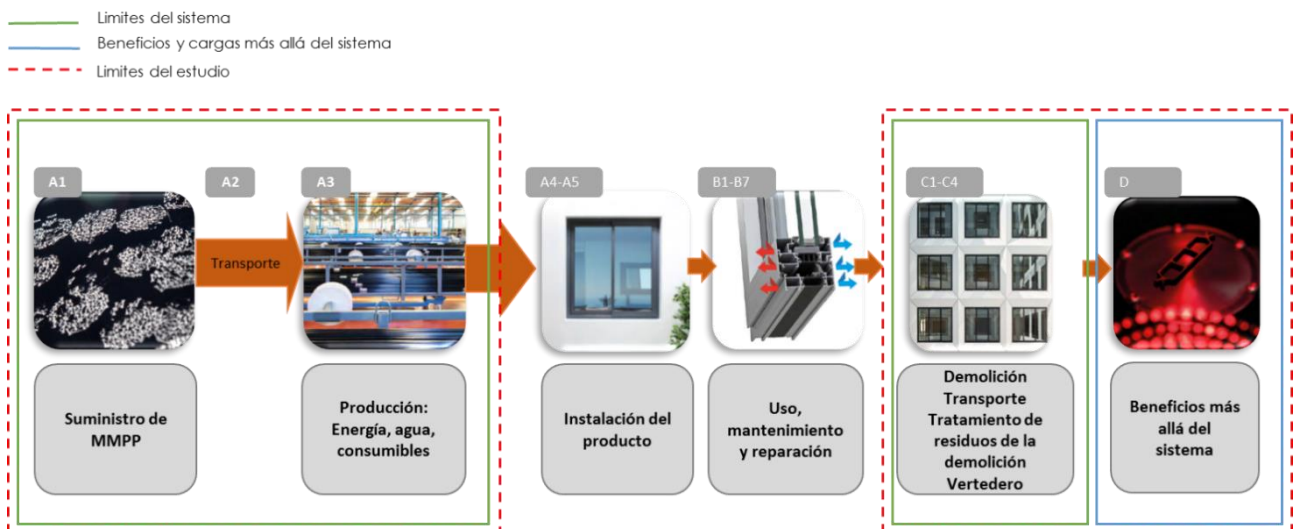 Limites del sistema
Beneficios y cargas más allá del sistema
Limites del estudio
A1
A2
A3
A4-A5
B1-B7
C1-C4
D
Transporte
Suministro de
MMPP
Producción:
Energía, agua,
consumibles
Instalación del
producto
Uso,
mantenimiento
y reparación
Demolición
Transporte
Tratamiento de
residuos de la
demolición
Vertedero
Beneficios más
allá del
sistema